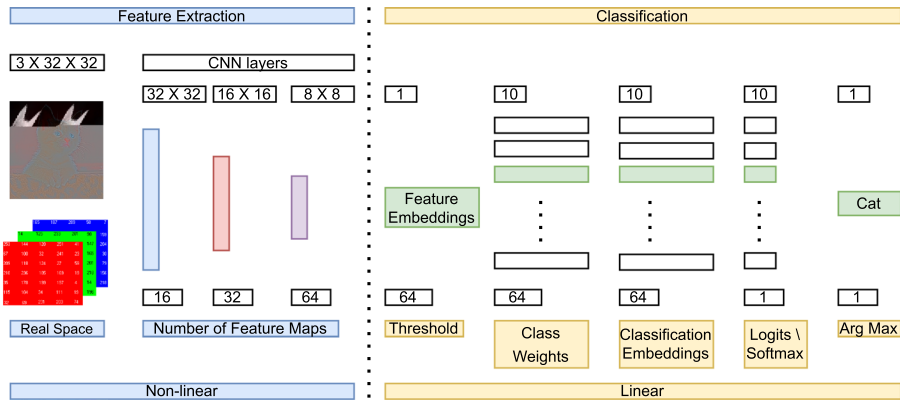 Feature Extraction
Classification
3 X 32 X 32
CNN layers
32 X 32
16 X 16
8 X 8
1
10
10
10
1
Feature
Embeddings
Cat
16
32
64
64
64
64
1
1
Real Space
Number of Feature Maps
Threshold
Class
Weights
Classification
Embeddings
Logits \
Softmax
Arg Max
Non-linear
Linear